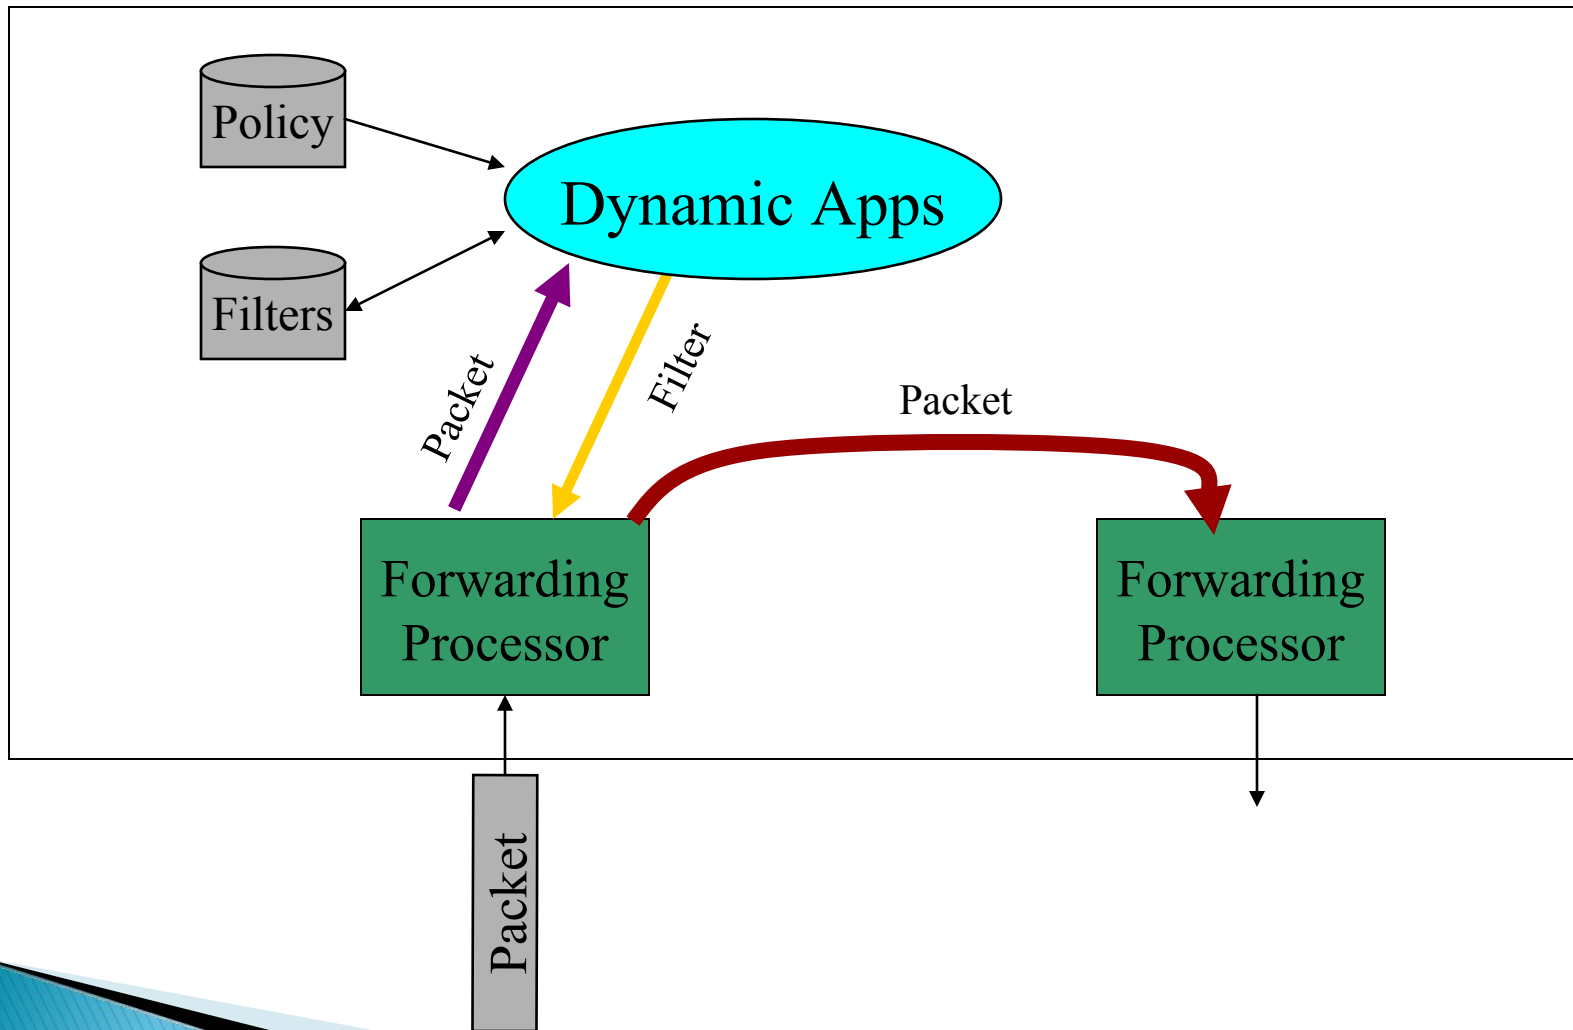 Policy
Dynamic Apps
Filters
Packet
Filter
Packet
Forwarding
Processor
Forwarding
Processor
Packet